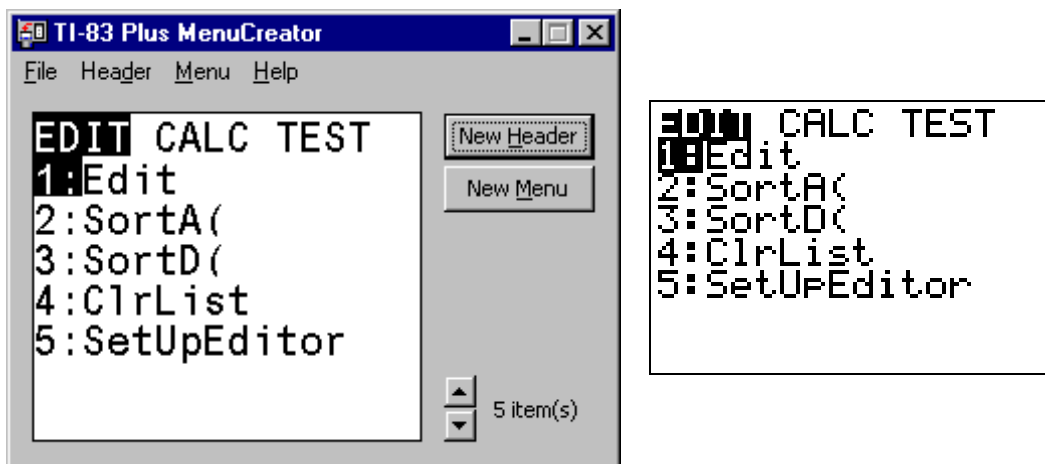 TI-83 Plus MenuCreator
File Header Menu Help
EDIT CALC TEST
1:Edit
2:SortA(
3:SortD(
4:ClrList
5:SetUpEditor
New Header
New Menu
5 item(s)
EDIT CALC TEST
1:Edit
2:SortA(
3:SortD(
4:ClrList
5:SetUpEditor